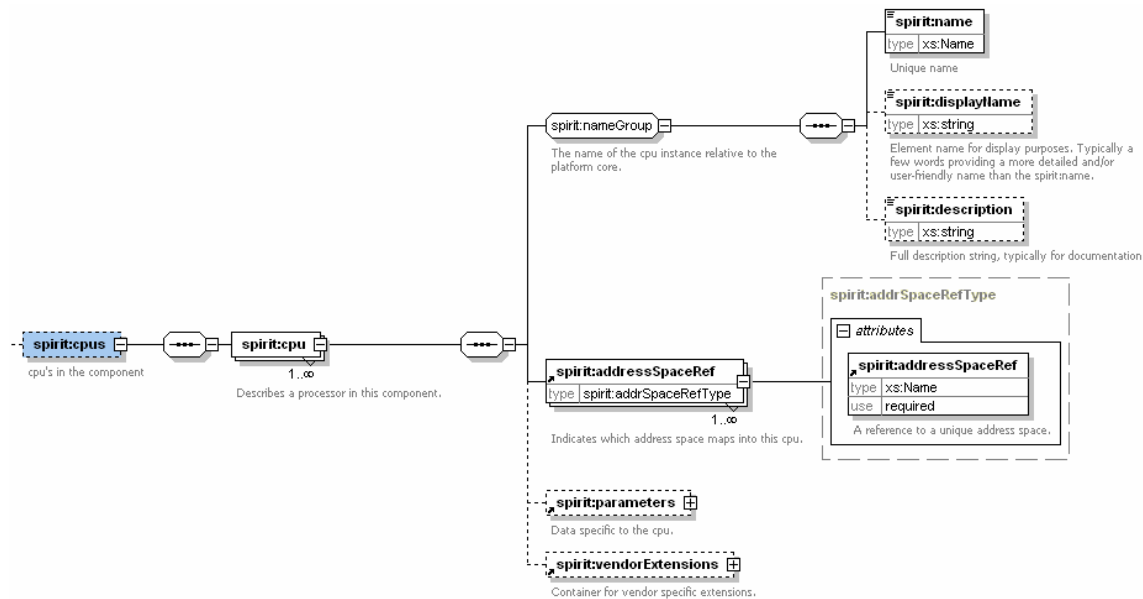 spirit:name
type xs:Name
Unique name
spirit:displayName
type xs:string
Element name for display purposes. Typically a
few words providing a more detailed and/or
user-friendly name than the spirit:name.
spirit:nameGroup
The name of the cpu instance relative to the
platform core.
spirit:description
type xs:string
Full description string, typically for documentation
spirit:cpus
cpu's in the component
spirit:cpu
1..∞
Describes a processor in this component.
spirit:addressSpaceRef
type spirit:addrSpaceRefType
1..∞
Indicates which address space maps into this cpu.
spirit:addrSpaceRefType
attributes
spirit:addressSpaceRef
type xs:Name
use required
A reference to a unique address space.
spirit:parameters
Data specific to the cpu.
spirit:vendorExtensions
Container for vendor specific extensions.